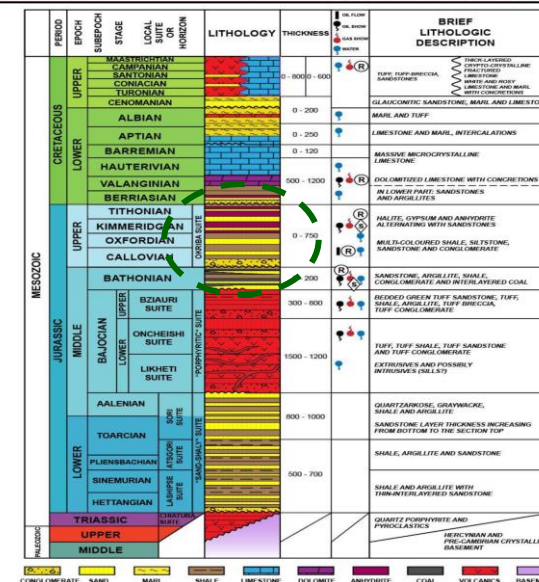 PERIOD
EPOCH
SUBEPOCH
STAGE
LOCAL SUITE OR HORIZON
LITHOLOGY
THICKNESS
OIL FLOW
OIL SHOW
GAS SHOW
WATER
BRIEF
LITHOLOGIC
DESCRIPTION
MESOZOIC
PALEOZOIC
CRETACEOUS
UPPER
MAASTRICHTIAN
CAMPANIAN
SANTONIAN
CONIACIAN
TURONIAN
CENOMANIAN
0 - 800
0 - 600
TUFF, TUFF-BRECCIA,
SANDSTONES
THICK-LAYERED
CRYPTO-CRYSTALLINE
FRACTURED
LIMESTONE
WHITE AND ROSY
LIMESTONE AND MARL
WITH CONCRETIONS
R
GLAUCONITIC SANDSTONE, MARL AND LIMESTO
LOWER
ALBIAN
0 - 200
MARL AND TUFF
APTIAN
0 - 250
LIMESTONE AND MARL, INTERCALATIONS
BARREMIAN
0 - 120
MASSIVE MICROCRYSTALLINE
LIMESTONE
HAUTERIVIAN
VALANGINIAN
500 - 1200
R
DOLOMITIZED LIMESTONE WITH CONCRETIONS
BERRIASIAN
IN LOWER PART: SANDSTONES
AND ARGILLITES
JURASSIC
UPPER
TITHONIAN
KIMMERIDGIAN
OXFORDIAN
CALLOVIAN
OKRIBA SUITE
0 - 750
R
S
HALITE, GYPSUM AND ANHYDRITE
ALTERNATING WITH SANDSTONES
R
MULTI-COLOURED SHALE, SILTSTONE,
SANDSTONE AND CONGLOMERATE
MIDDLE
BATHONIAN
200
R
S
SANDSTONE, ARGILLITE, SHALE,
CONGLOMERATE AND INTERLAYERED COAL
BAJOCIAN
UPPER
LOWER
BZIAURI
SUITE
ONCHEISHI
SUITE
LIKHETI
SUITE
"PORPHYRITIC" SUITE
300 - 800
BEDDED GREEN TUFF SANDSTONE, TUFF,
SHALE, ARGILLITE, TUFF BRECCIA,
TUFF CONGLOMERATE
1500 - 1200
TUFF, TUFF SHALE, TUFF SANDSTONE
AND TUFF CONGLOMERATE
EXTRUSIVES AND POSSIBLY
INTRUSIVES (SILLS?)
AALENIAN
SORI SUITE
800 - 1000
QUARTZARKOSE, GRAYWACKE,
SHALE AND ARGILLITE
LOWER
TOARCIAN
SANDSTONE LAYER THICKNESS INCREASING
FROM BOTTOM TO THE SECTION TOP
PLIENSBACHIAN
ATSGORI SUITE
"SAND-SHALY" SUITE
500 - 700
SHALE, ARGILLITE AND SANDSTONE
SINEMURIAN
HETTANGIAN
LASHIPSE SUITE
SHALE AND ARGILLITE WITH
THIN-INTERLAYERED SANDSTONE
TRIASSIC
CHIATURA SUITE
QUARTZ PORPHYRITE AND
PYROCLASTICS
UPPER
MIDDLE
HERCYNIAN AND
PRE-CAMBRIAN CRYSTALLI
BASEMENT
CONGLOMERATE
SAND
MARL
SHALE
LIMESTONE
DOLOMITE
ANHYDRITE
COAL
VOLCANICS
BASEM